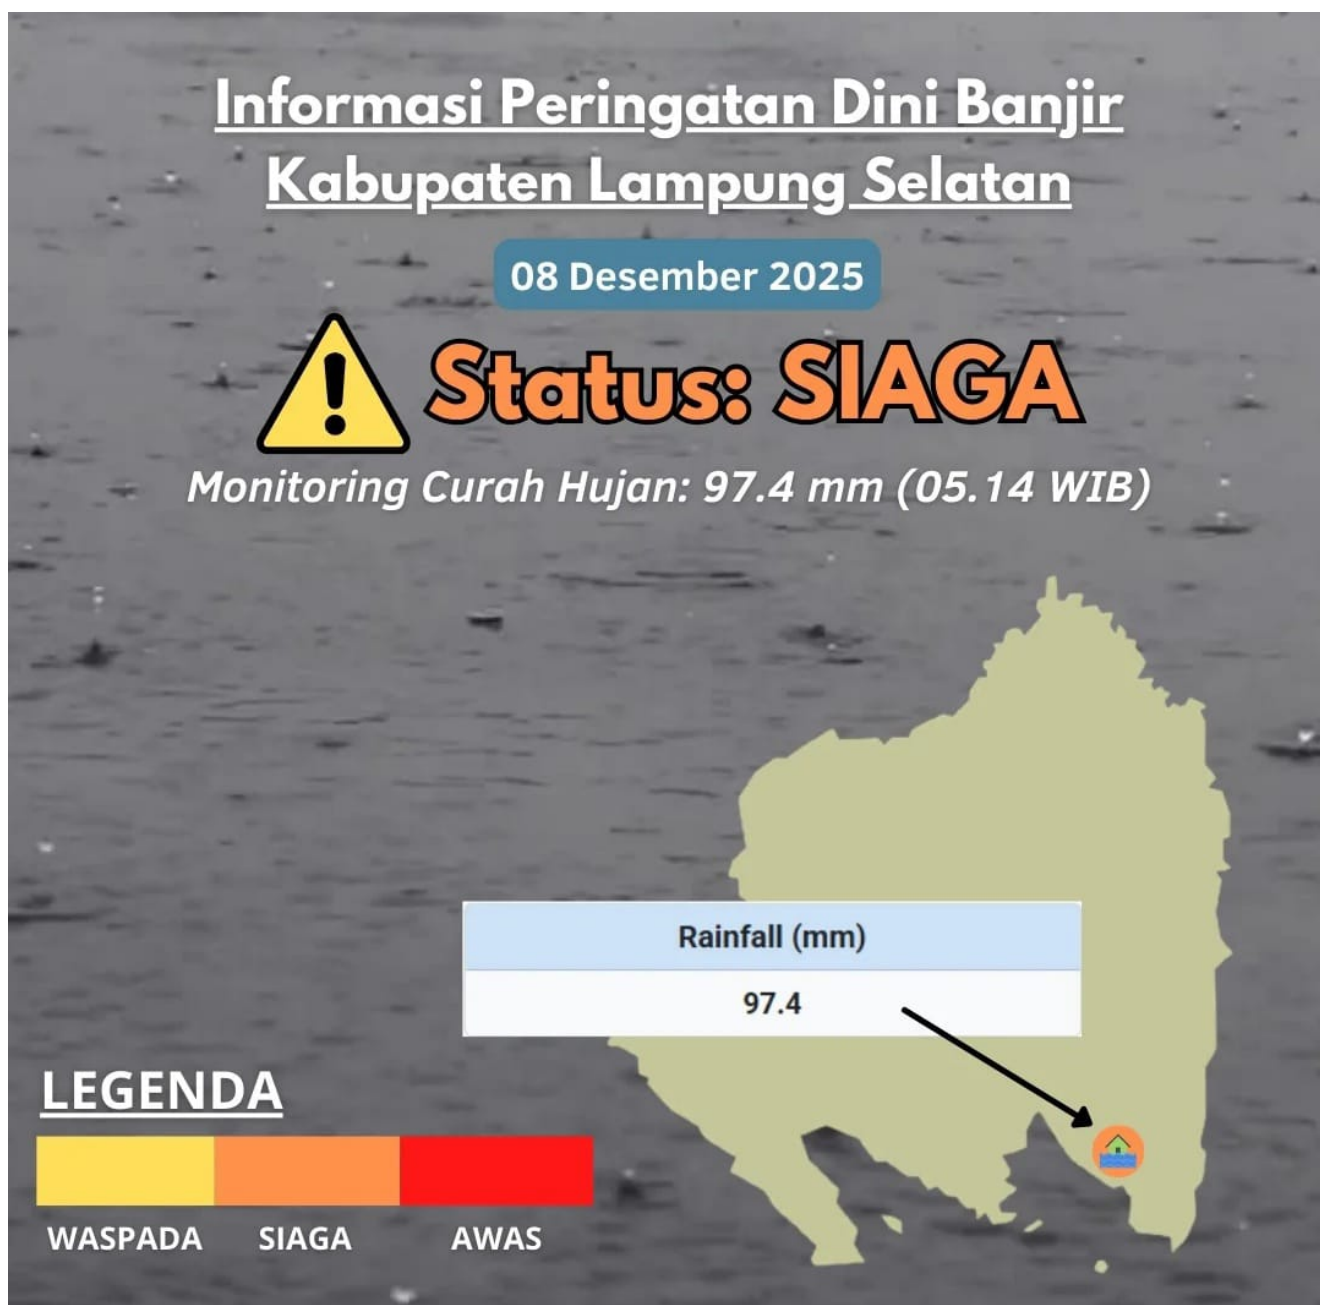 Informasi Peringatan Dini Banjir
Kabupaten Lampung Selatan
08 Desember 2025
Status: SIAGA
Monitoring Curah Hujan: 97.4 mm (05.14 WIB)
Rainfall (mm)
97.4
LEGENDA
WASPADA SIAGA AWAS